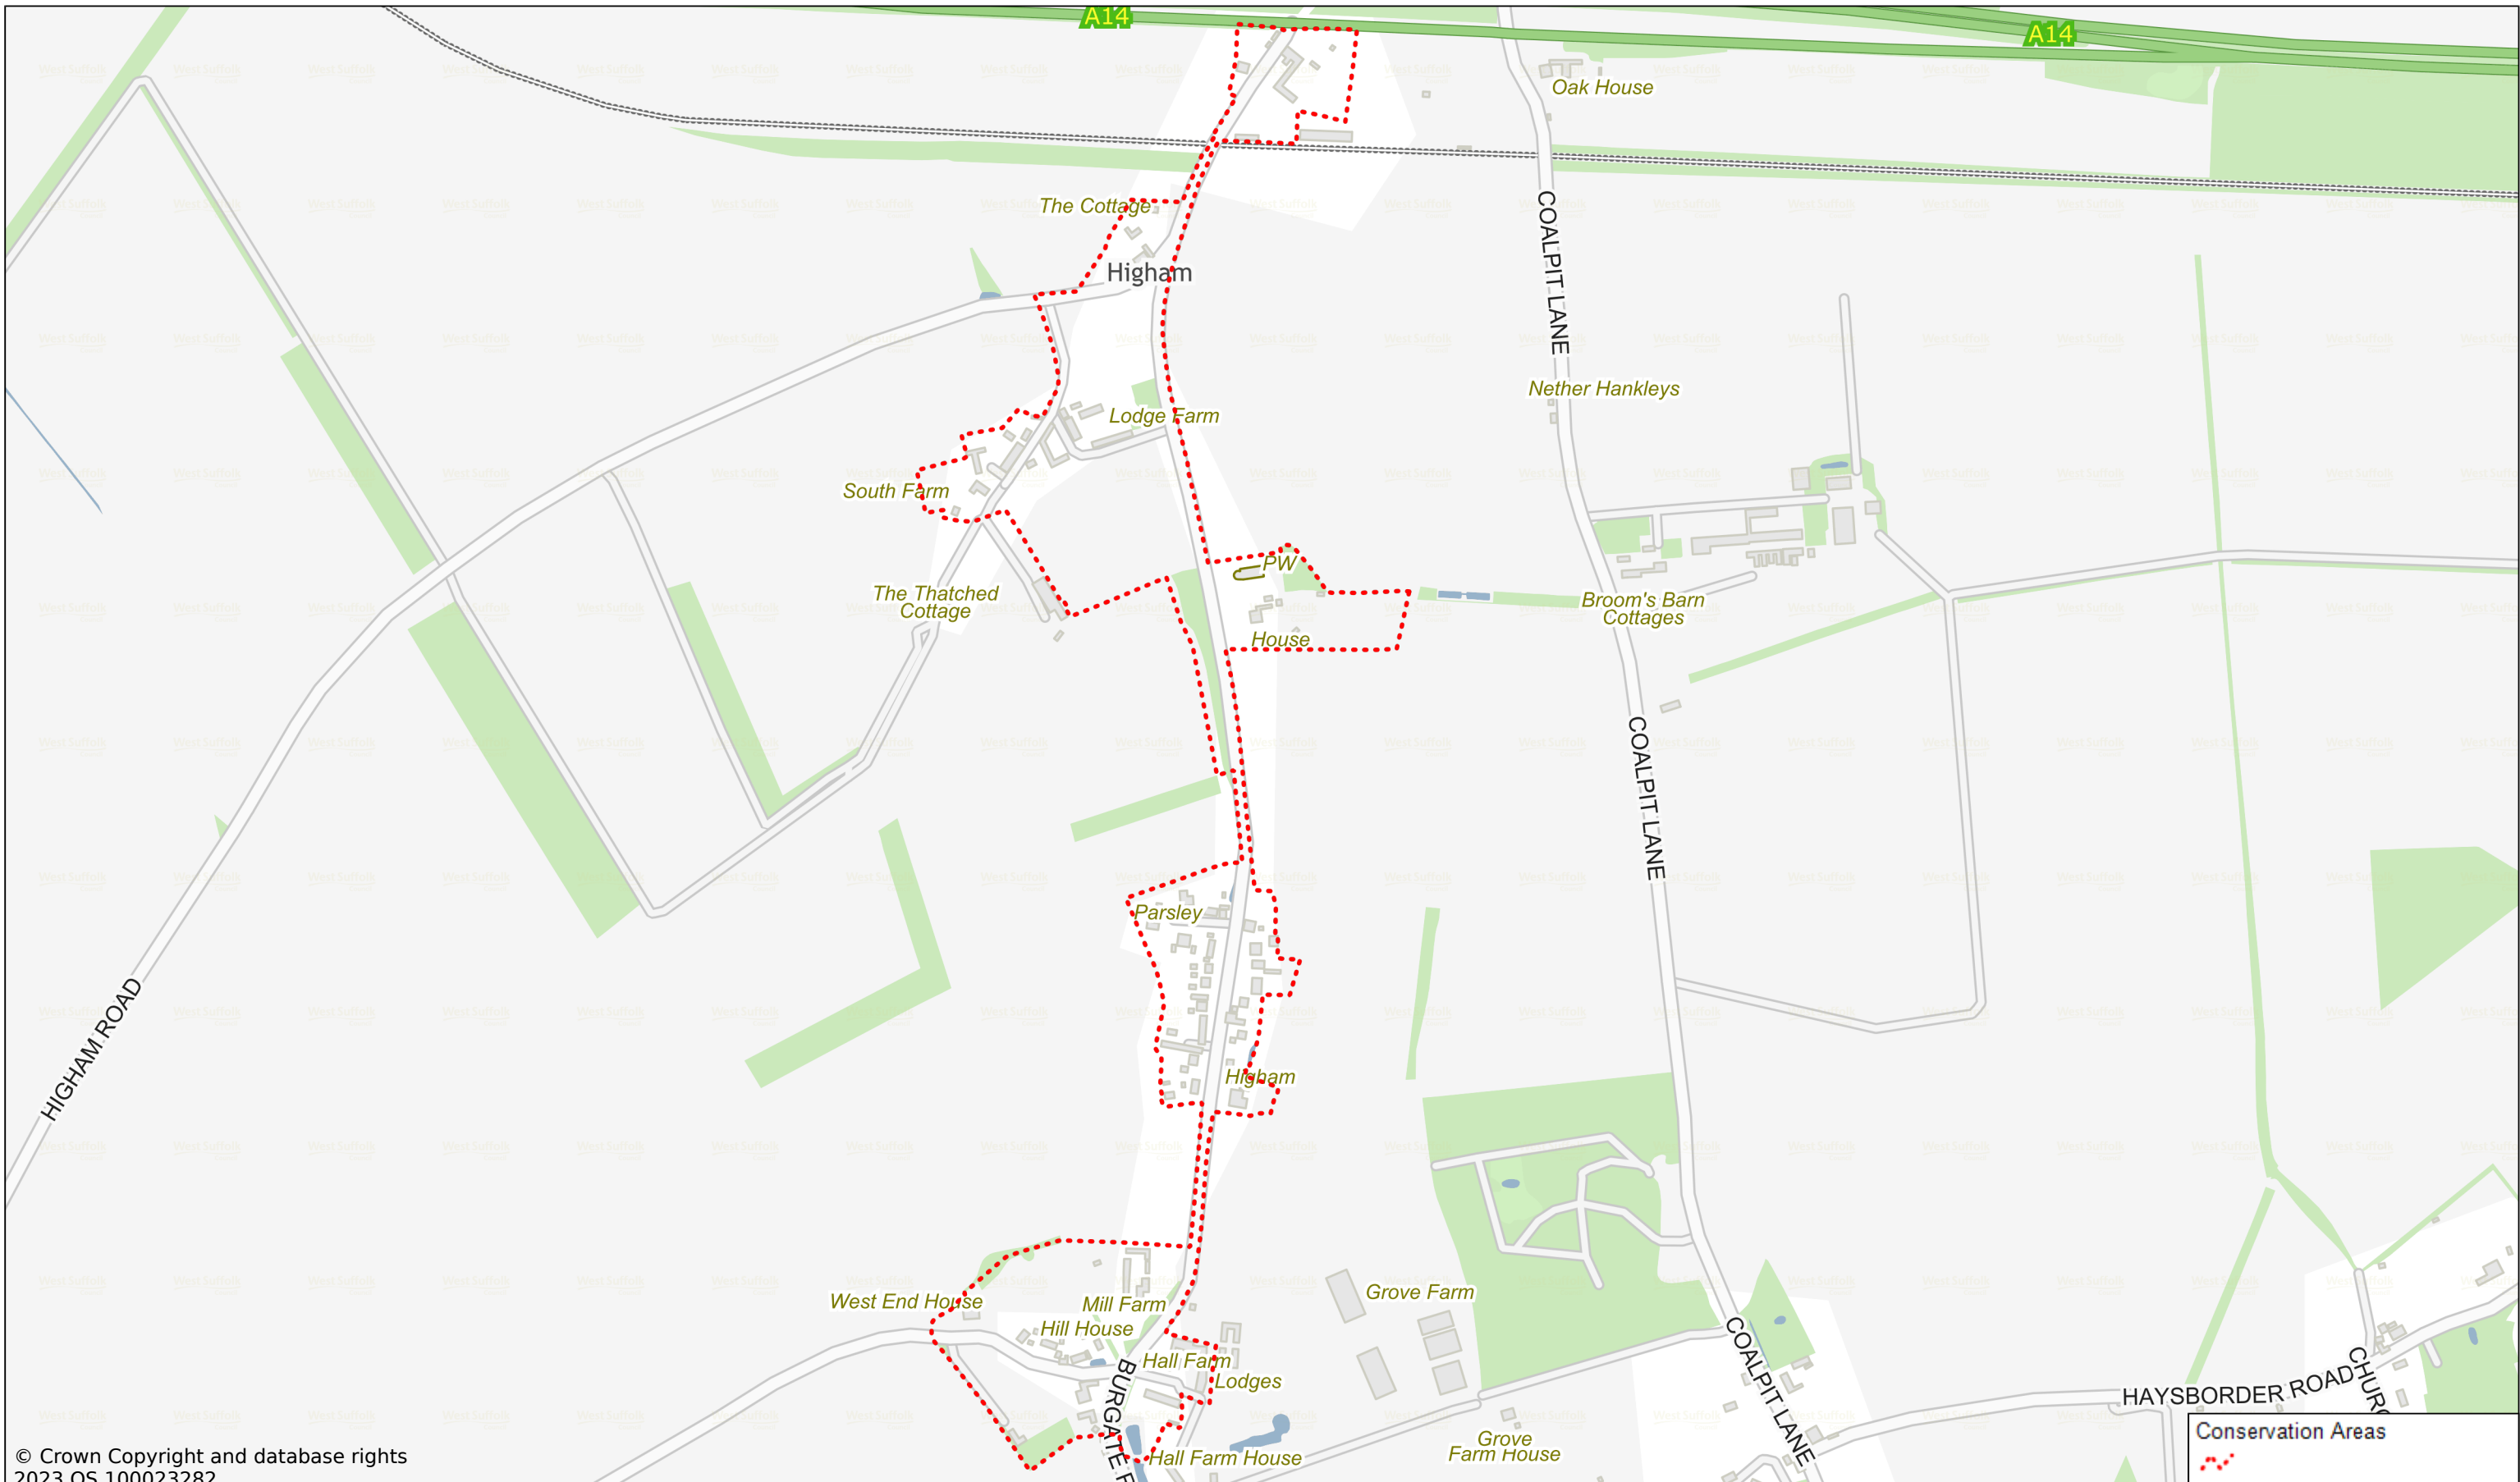 A14
A14
Oak House
The Cottage
COALPIT LANE
Higham
Nether Hankleys
Lodge Farm
South Farm
PW
The Thatched
Cottage
Broom's Barn
Cottages
House
COALPIT LANE
Parsley
HIGHAM ROAD
Higham
West End House
Mill Farm
Grove Farm
Hill House
Hall Farm
Lodges
COALPIT LANE
BURGATE R
HAYSBORDER ROAD
CHURC
Conservation Areas
Grove
Farm House
Hall Farm House
© Crown Copyright and database rights
2023 OS 100023282